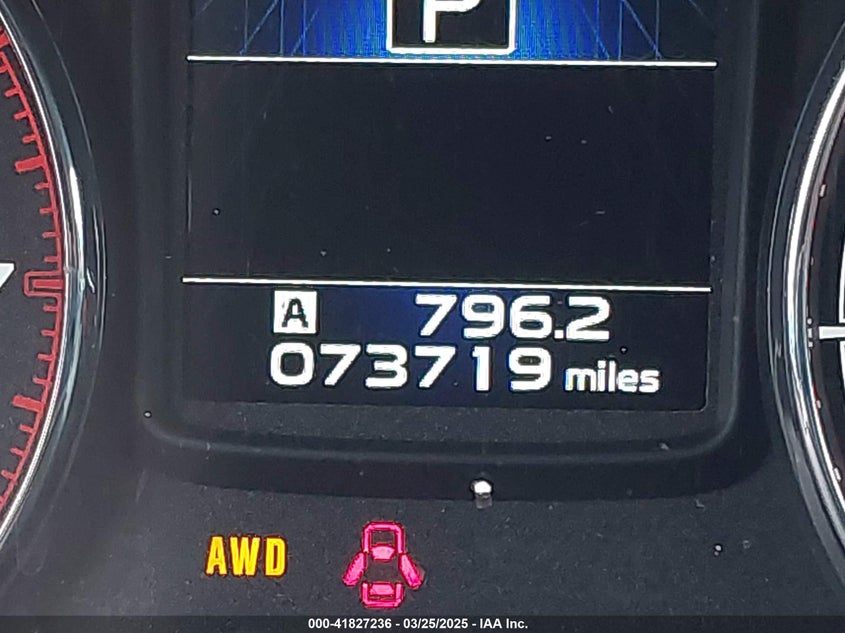 P
A 796.2
073719 miles
AWD
000-41827236 - 03/25/2025 - IAA Inc.